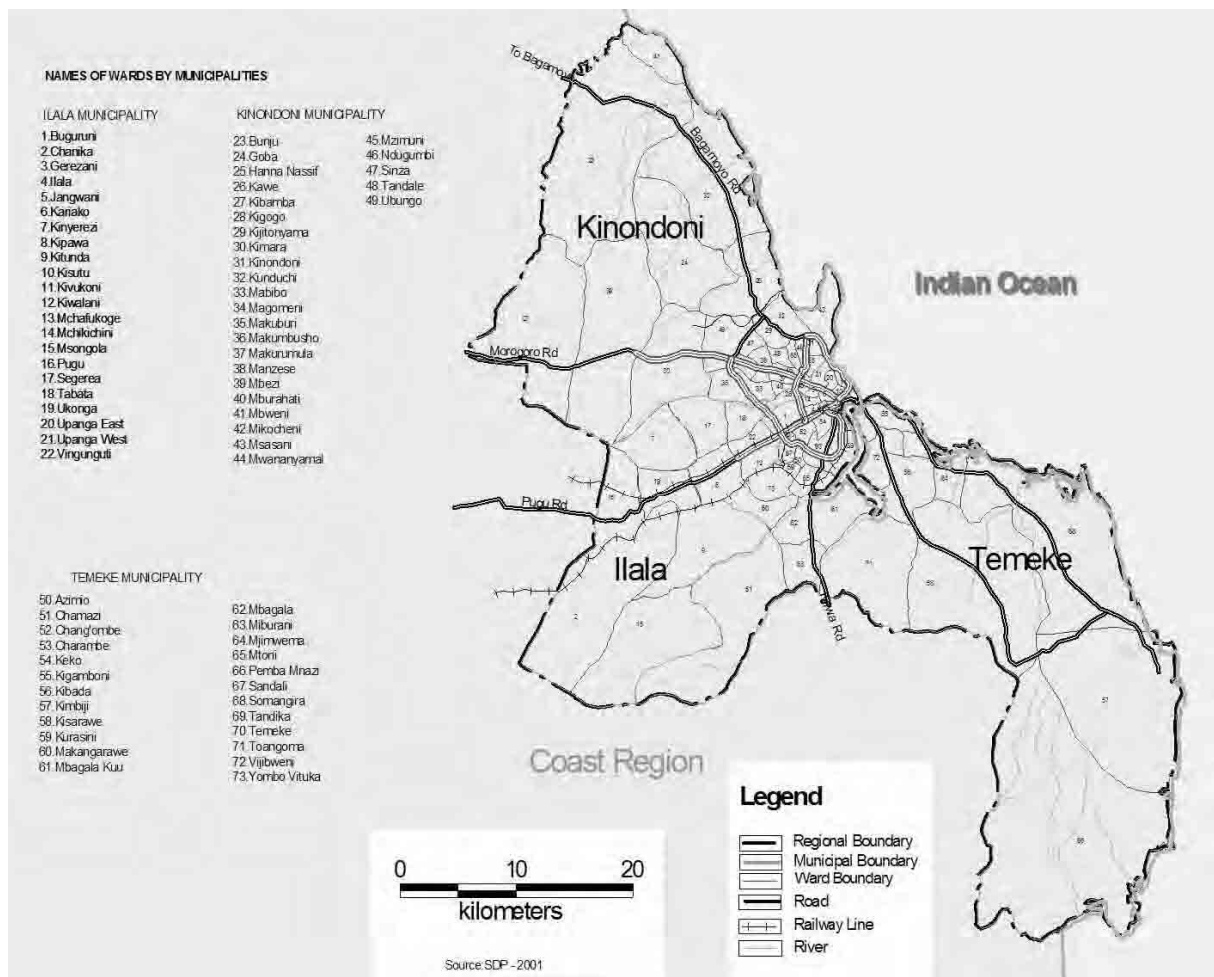 NAMES OF WARDS BY MUNICIPALITIES
ILALA MUNICIPALITY
1.Buguruni
2.Chanika
3.Gerezani
4.Ilala
5.Jangwani
6.Kariako
7.Kinyerezi
8.Kipawa
9.Kitunda
10.Kisutu
11.Kivukoni
12.Kiwalani
13.Mchafukoge
14.Mchikichini
15.Msongola
16.Pugu
17.Segerea
18.Tabata
19.Ukonga
20.Upanga East
21.Upanga West
22.Vingunguti
KINONDONI MUNICIPALITY
23.Bunju
24.Goba
25.Hanna Nassif
26.Kawe
27.Kibamba
28.Kigogo
29.Kijitonyama
30.Kimara
31.Kinondoni
32.Kunduchi
33.Mabibo
34.Magomeni
35.Makuburi
36.Makumbusho
37.Makurumula
38.Manzese
39.Mbezi
40.Mburahati
41.Mbweni
42.Mikocheni
43.Msasani
44.Mwananyamal
45.Mzimuni
46.Ndugumbi
47.Sinza
48.Tandale
49.Ubungo
TEMEKE MUNICIPALITY
50.Azimio
51.Chamazi
52.Chang'ombe
53.Charambe
54.Keko
55.Kigamboni
56.Kibada
57.Kimbiji
58.Kisarawe
59.Kurasini
60.Makangarawe
61.Mbagala Kuu
62.Mbagala
63.Miburani
64.Mjimwema
65.Mtoni
66.Pemba Mnazi
67.Sandali
68.Somangira
69.Tandika
70.Temeke
71.Toangoma
72.Vijibweni
73.Yombo Vituka
Bagamoyo Rd
Kinondoni
Indian Ocean
Morogoro Rd
Pugu Rd
Ilala
Temeke
Coast Region
Legend
Regional Boundary
Municipal Boundary
Ward Boundary
Road
Railway Line
River
0 10 20
kilometers
Source:SDP - 2001